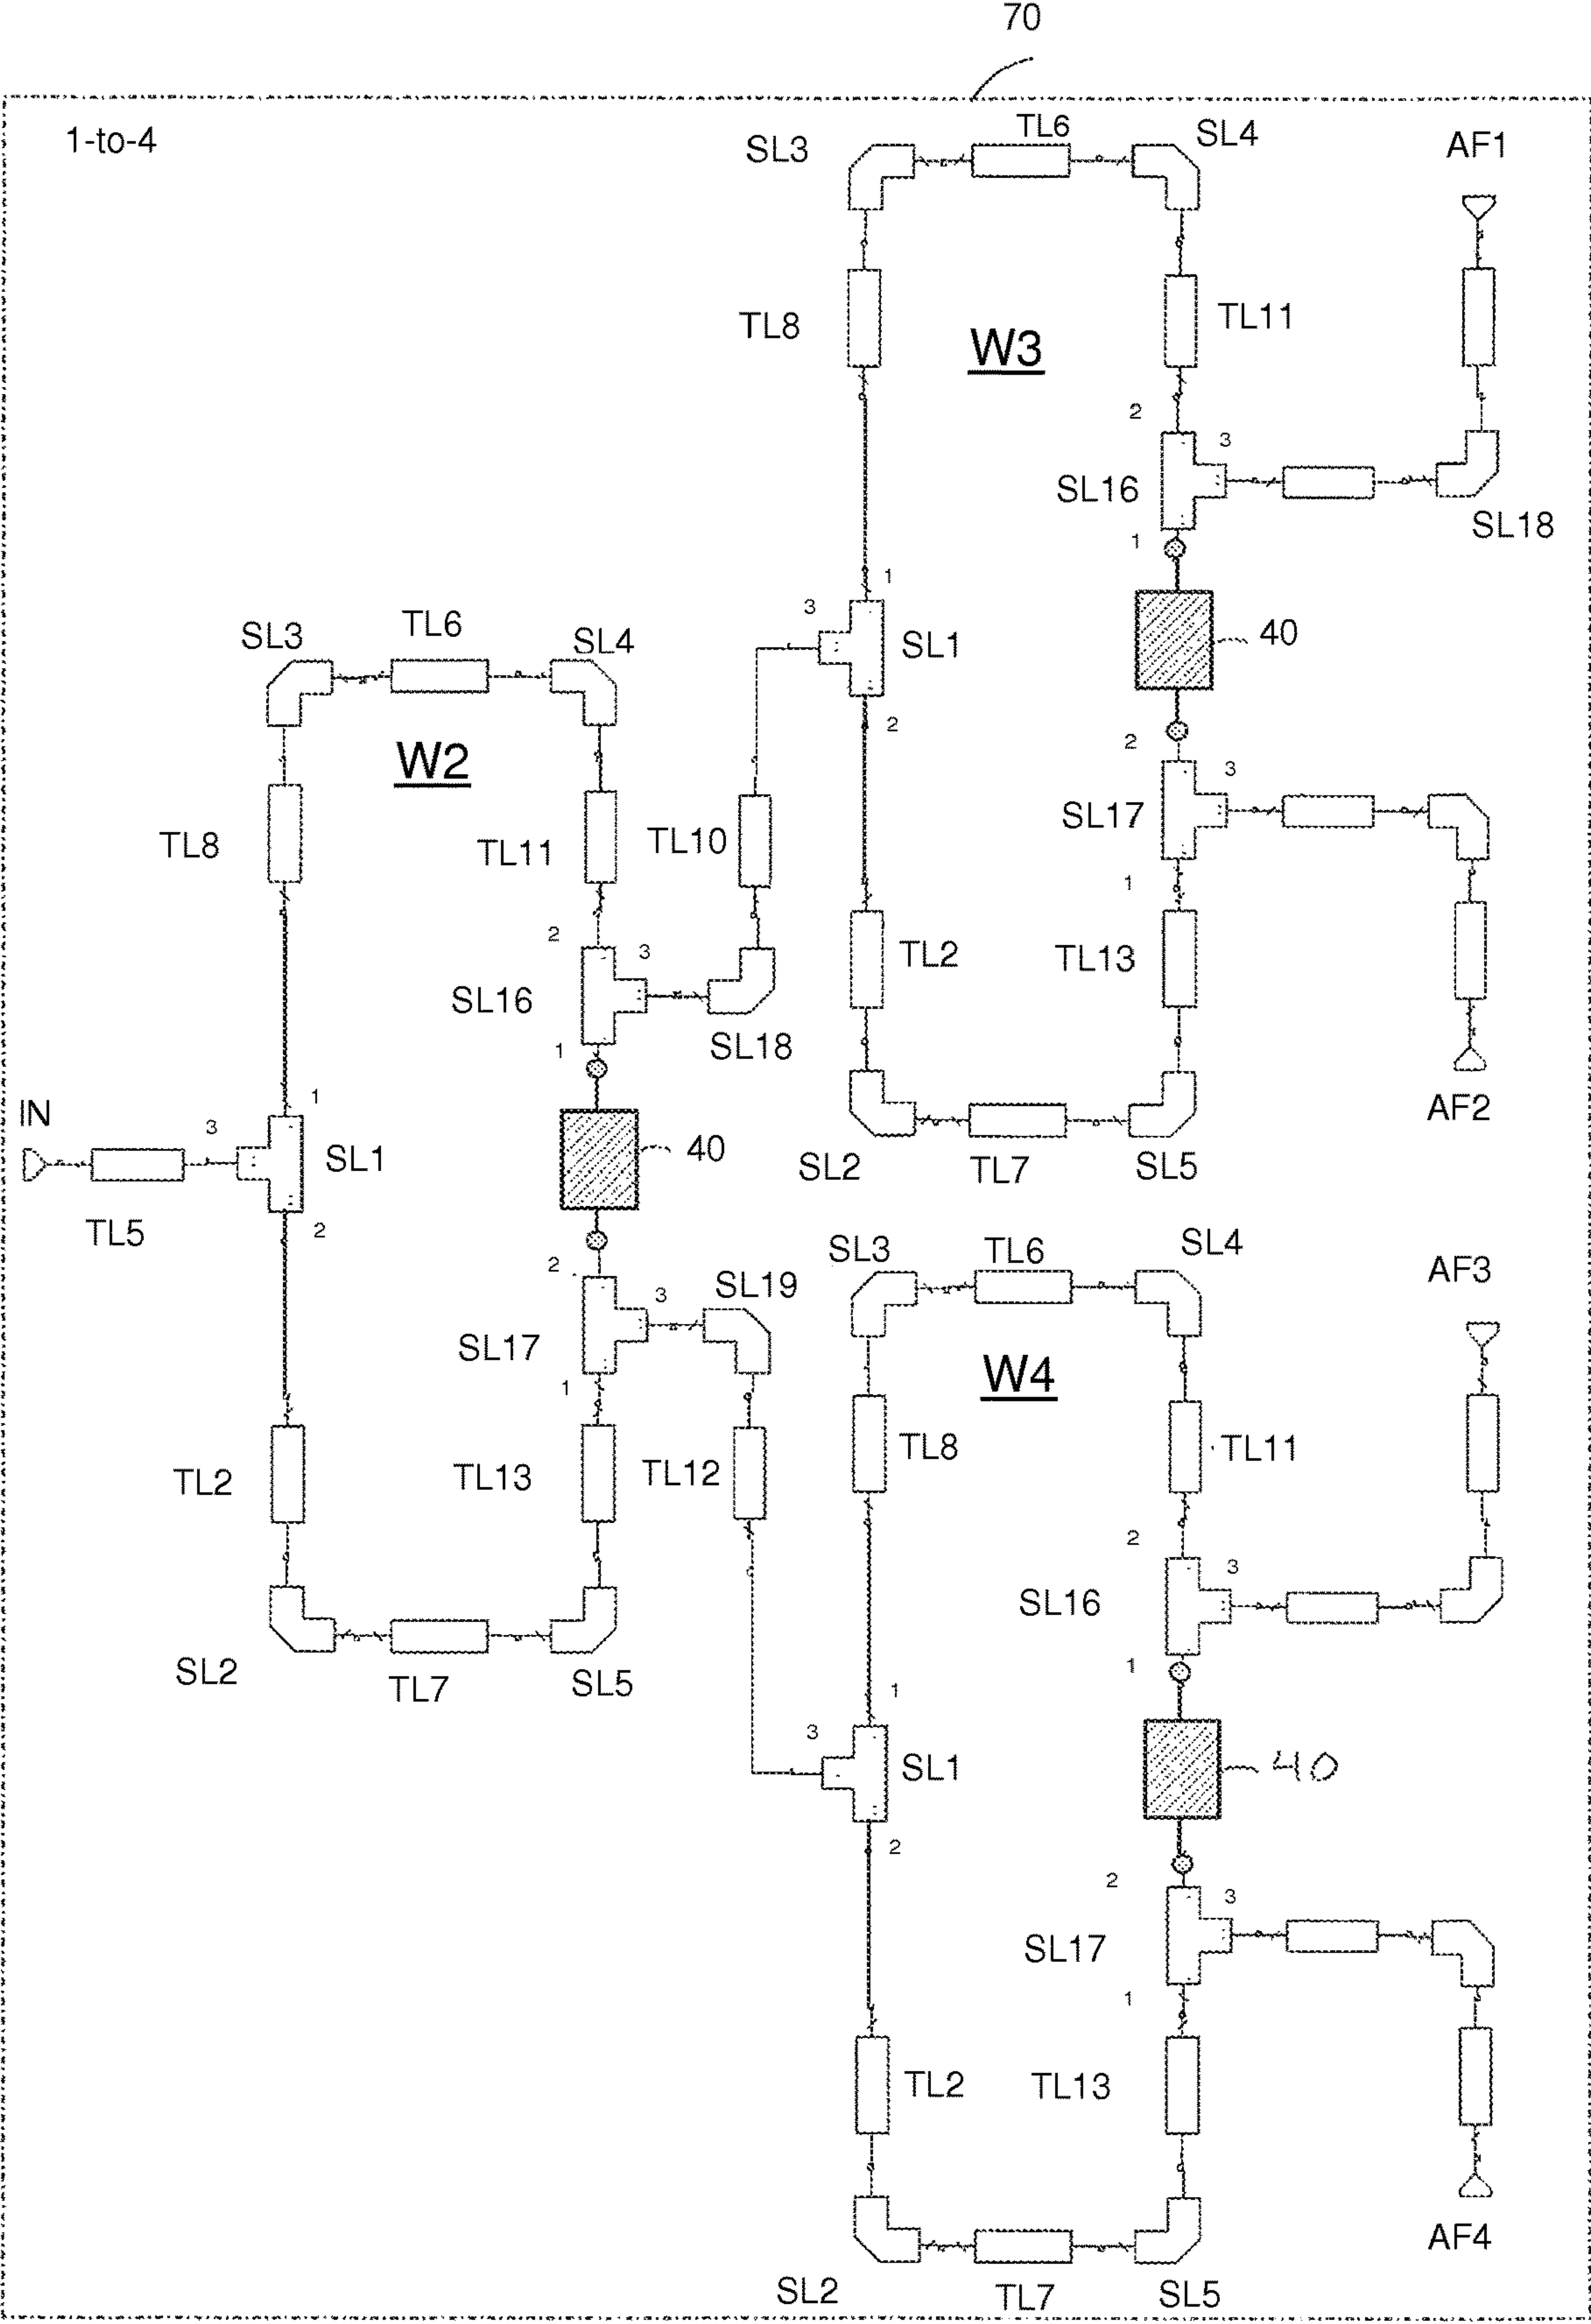 70
1-to-4
SL3 TL6 SL4 AF1
TL8 W3 TL11
2 3
SL16 SL18
1
3 1 SL1 40
2
SL3 TL6 SL4
W2
TL8 TL11 TL10
2 3
SL16 SL18
1
2 3
SL17
1
TL2 TL13
AF2
SL2 TL7 SL5
IN 3 1 SL1 40
TL5 2
2 3 SL19
SL17
1
TL2 TL13 TL12
SL2 TL7 SL5
SL3 TL6 SL4 AF3
W4
TL8 TL11
2 3
SL16
1
3 1 SL1 40
2
2 3
SL17
1
TL2 TL13
AF4
SL2 TL7 SL5